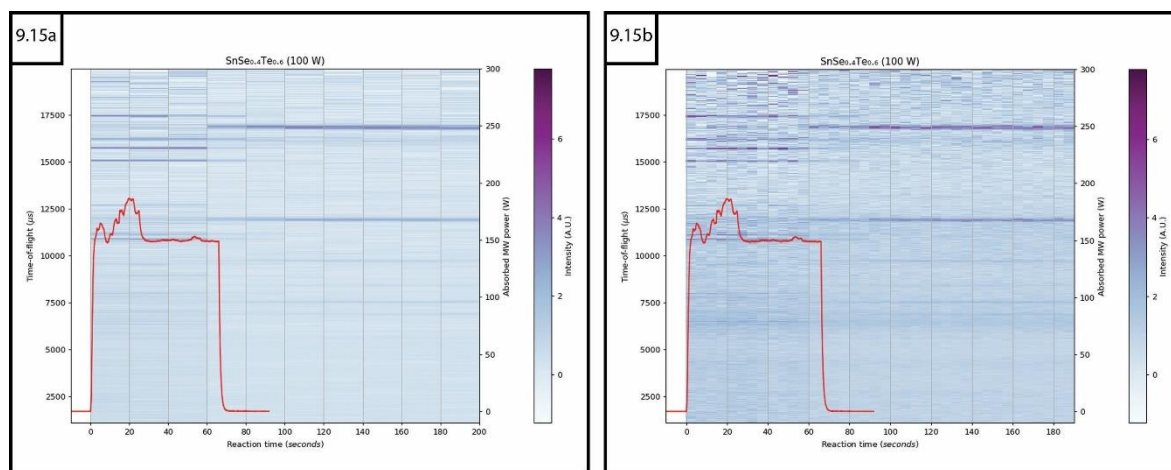 9.15a
SnSe₀.₄Te₀.₆ (100 W)
Time-of-flight (μs)
17500
15000
12500
10000
7500
5000
2500
300
250
200
150
100
50
0
Absorbed MW power (W)
6
4
2
0
Intensity (A.U.)
0 20 40 60 80 100 120 140 160 180 200
Reaction time (seconds)
9.15b
SnSe₀.₄Te₀.₆ (100 W)
Time-of-flight (μs)
17500
15000
12500
10000
7500
5000
2500
300
250
200
150
100
50
0
Absorbed MW power (W)
6
4
2
0
Intensity (A.U.)
0 20 40 60 80 100 120 140 160 180
Reaction time (seconds)